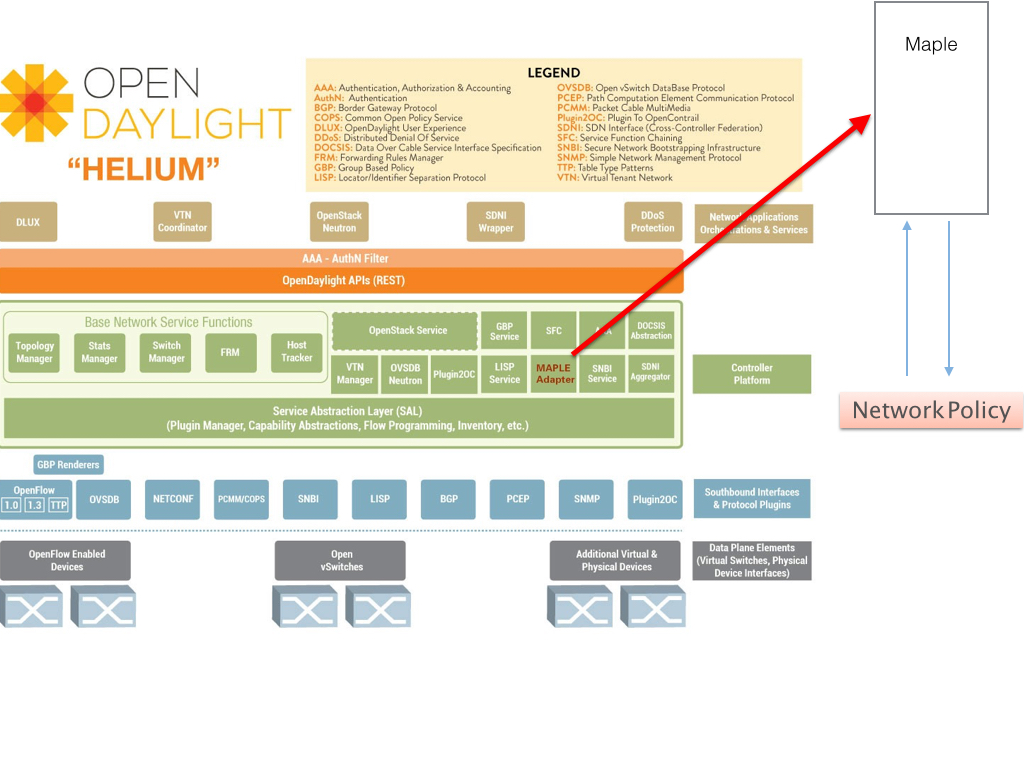 Maple
OPEN
DAYLIGHT
“HELIUM”
LEGEND
AAA: Authentication, Authorization & Accounting
AuthN: Authentication
BGP: Border Gateway Protocol
COPS: Common Open Policy Service
DLUX: OpenDaylight User Experience
DDoS: Distributed Denial Of Service
DOCSIS: Data Over Cable Service Interface Specification
FRM: Forwarding Rules Manager
GBP: Group Based Policy
LISP: Locator/Identifier Separation Protocol
OVSDB: Open vSwitch DataBase Protocol
PCEP: Path Computation Element Communication Protocol
PCMM: Packet Cable MultiMedia
Plugin2OC: Plugin To OpenContrail
SDNI: SDN Interface (Cross-Controller Federation)
SFC: Service Function Chaining
SNBI: Secure Network Bootstrapping Infrastructure
SNMP: Simple Network Management Protocol
TTP: Table Type Patterns
VTN: Virtual Tenant Network
DLUX
VTN
Coordinator
OpenStack
Neutron
SDNI
Wrapper
DDoS
Protection
Network Applications
Orchestrations & Services
AAA - AuthN Filter
OpenDaylight APIs (REST)
Base Network Service Functions
Topology
Manager
Stats
Manager
Switch
Manager
FRM
Host
Tracker
OpenStack Service
GBP
Service
SFC
DOCSIS
Abstraction
VTN
Manager
OVSDB
Neutron
Plugin2OC
LISP
Service
MAPLE
Adapter
SNBI
Service
SDNI
Aggregator
Controller
Platform
Service Abstraction Layer (SAL)
(Plugin Manager, Capability Abstractions, Flow Programming, Inventory, etc.)
Network Policy
GBP Renderers
OpenFlow
1.0 1.3 TTP
OVSDB
NETCONF
PCMM/COPS
SNBI
LISP
BGP
PCEP
SNMP
Plugin2OC
Southbound Interfaces
& Protocol Plugins
OpenFlow Enabled
Devices
Open
vSwitches
Additional Virtual &
Physical Devices
Data Plane Elements
(Virtual Switches, Physical
Device Interfaces)